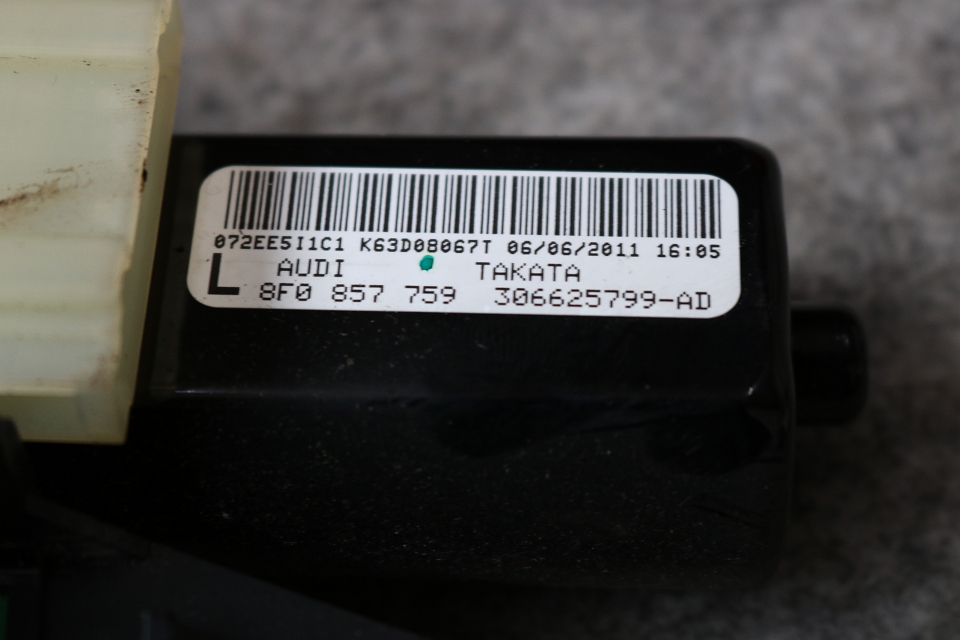 072EE5I1C1 K63D08067T 06/06/2011 16:05
L AUDI TAKATA
8F0 857 759 306625799-AD